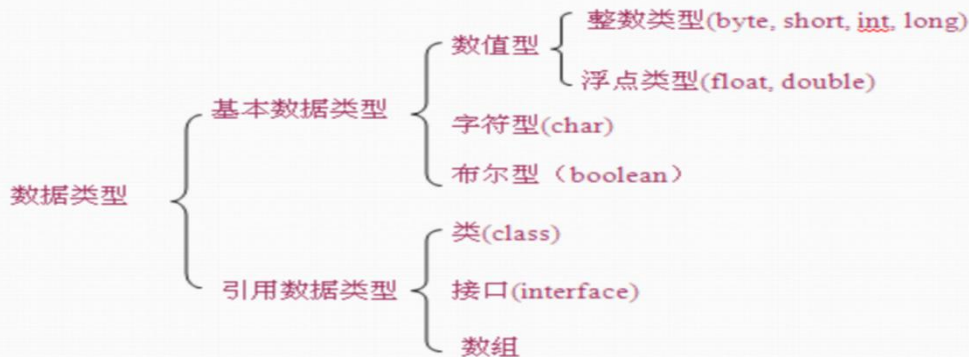 整数类型(byte, short, int, long)
数值型
浮点类型(float, double)
基本数据类型
字符型(char)
布尔型（boolean）
数据类型
类(class)
引用数据类型
接口(interface)
数组